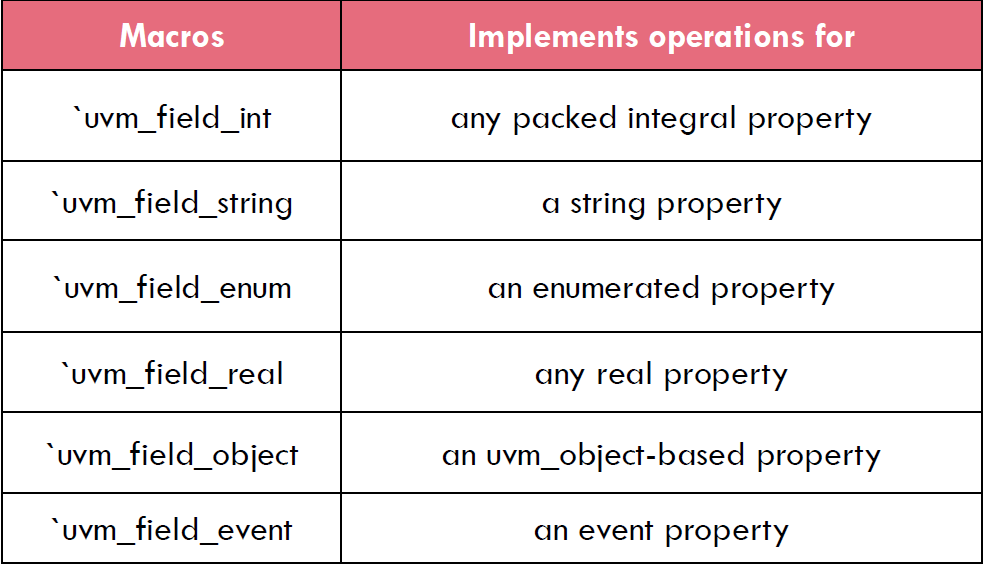 Macros Implements operations for
`uvm_field_int any packed integral property
`uvm_field_string a string property
`uvm_field_enum an enumerated property
`uvm_field_real any real property
`uvm_field_object an uvm_object-based property
`uvm_field_event an event property